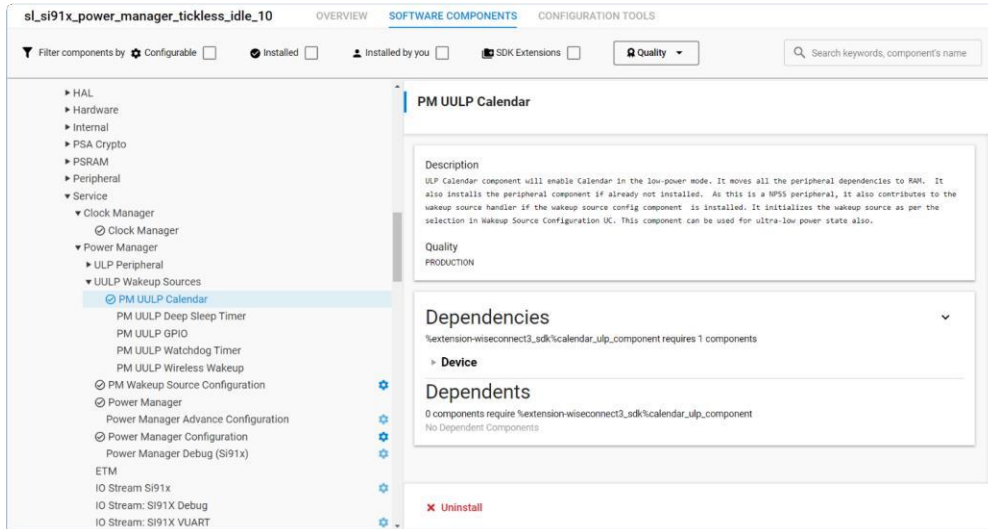 sl_si91x_power_manager_tickless_idle_10 OVERVIEW SOFTWARE COMPONENTS CONFIGURATION TOOLS
Filter components by Configurable Installed Installed by you SDK Extensions Quality Search keywords, component's name
HAL
Hardware
Internal
PSA Crypto
PSRAM
Peripheral
Service
Clock Manager
Clock Manager
Power Manager
ULP Peripheral
UULP Wakeup Sources
PM UULP Calendar
PM UULP Deep Sleep Timer
PM UULP GPIO
PM UULP Watchdog Timer
PM UULP Wireless Wakeup
PM Wakeup Source Configuration
Power Manager
Power Manager Advance Configuration
Power Manager Configuration
Power Manager Debug (Si91x)
ETM
IO Stream Si91x
IO Stream: SI91X Debug
IO Stream: SI91X VUART
PM UULP Calendar
Description
ULP Calendar component will enable Calendar in the low-power mode. It moves all the peripheral dependencies to RAM. It
also installs the peripheral component if already not installed. As this is a NPSS peripheral, it also contributes to the
wakeup source handler if the wakeup source config component is installed. It initializes the wakeup source as per the
selection in Wakeup Source Configuration UC. This component can be used for ultra-low power state also.
Quality
PRODUCTION
Dependencies
%extension-wiseconnect3_sdk%calendar_ulp_component requires 1 components
Device
Dependents
0 components require %extension-wiseconnect3_sdk%calendar_ulp_component
No Dependent Components
Uninstall